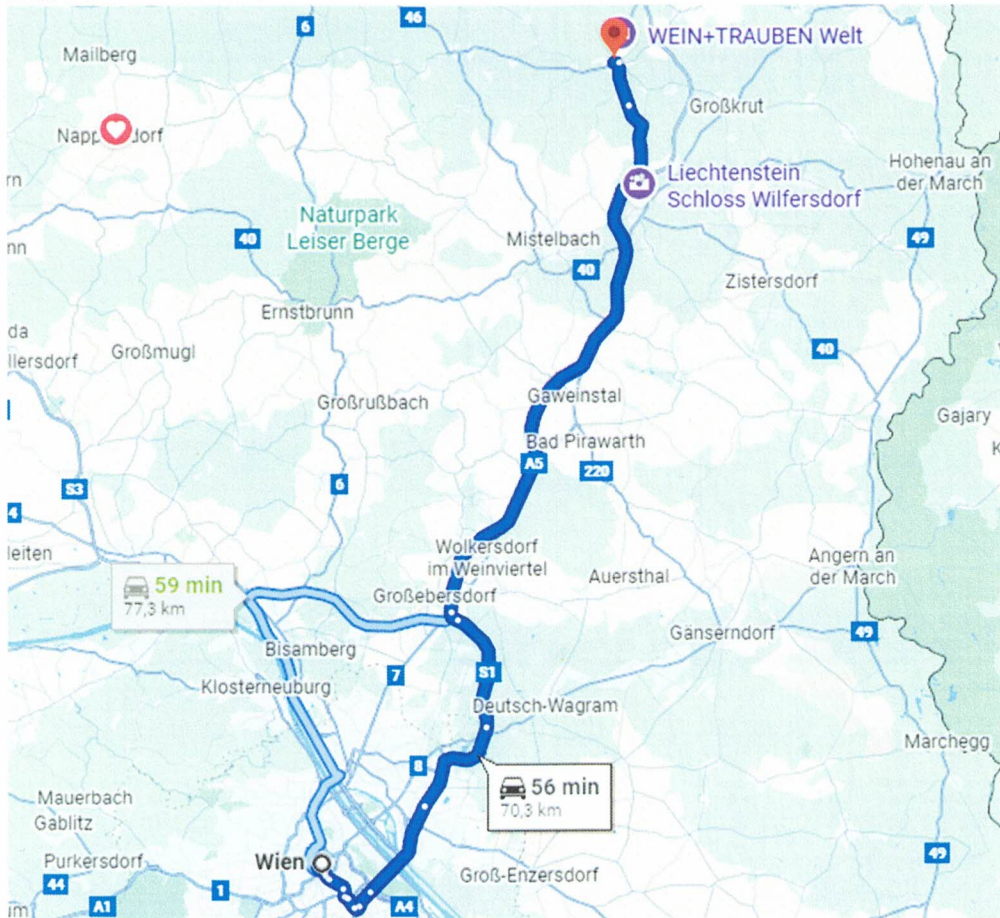 46
6
WEIN+TRAUBEN Welt
Mailberg
Großkrut
Hohenau an
der March
Liechtenstein
Schloss Wilfersdorf
Naturpark
Leiser Berge
40
Mistelbach
49
40
Zistersdorf
Ernstbrunn
Großmugl
40
Großrußbach
Gaweinstal
Gajary
Bad Pirawarth
A5
220
S3
6
4
Wolkersdorf
im Weinviertel
Angern an
der March
Auersthal
59 min
77,3 km
Großebersdorf
Gänserndorf
49
Bisamberg
7
S1
Klosterneuburg
Deutsch-Wagram
Marchegg
8
56 min
70,3 km
Mauerbach
Gablitz
Purkersdorf
Wien
Groß-Enzersdorf
49
44
A1
1
A4